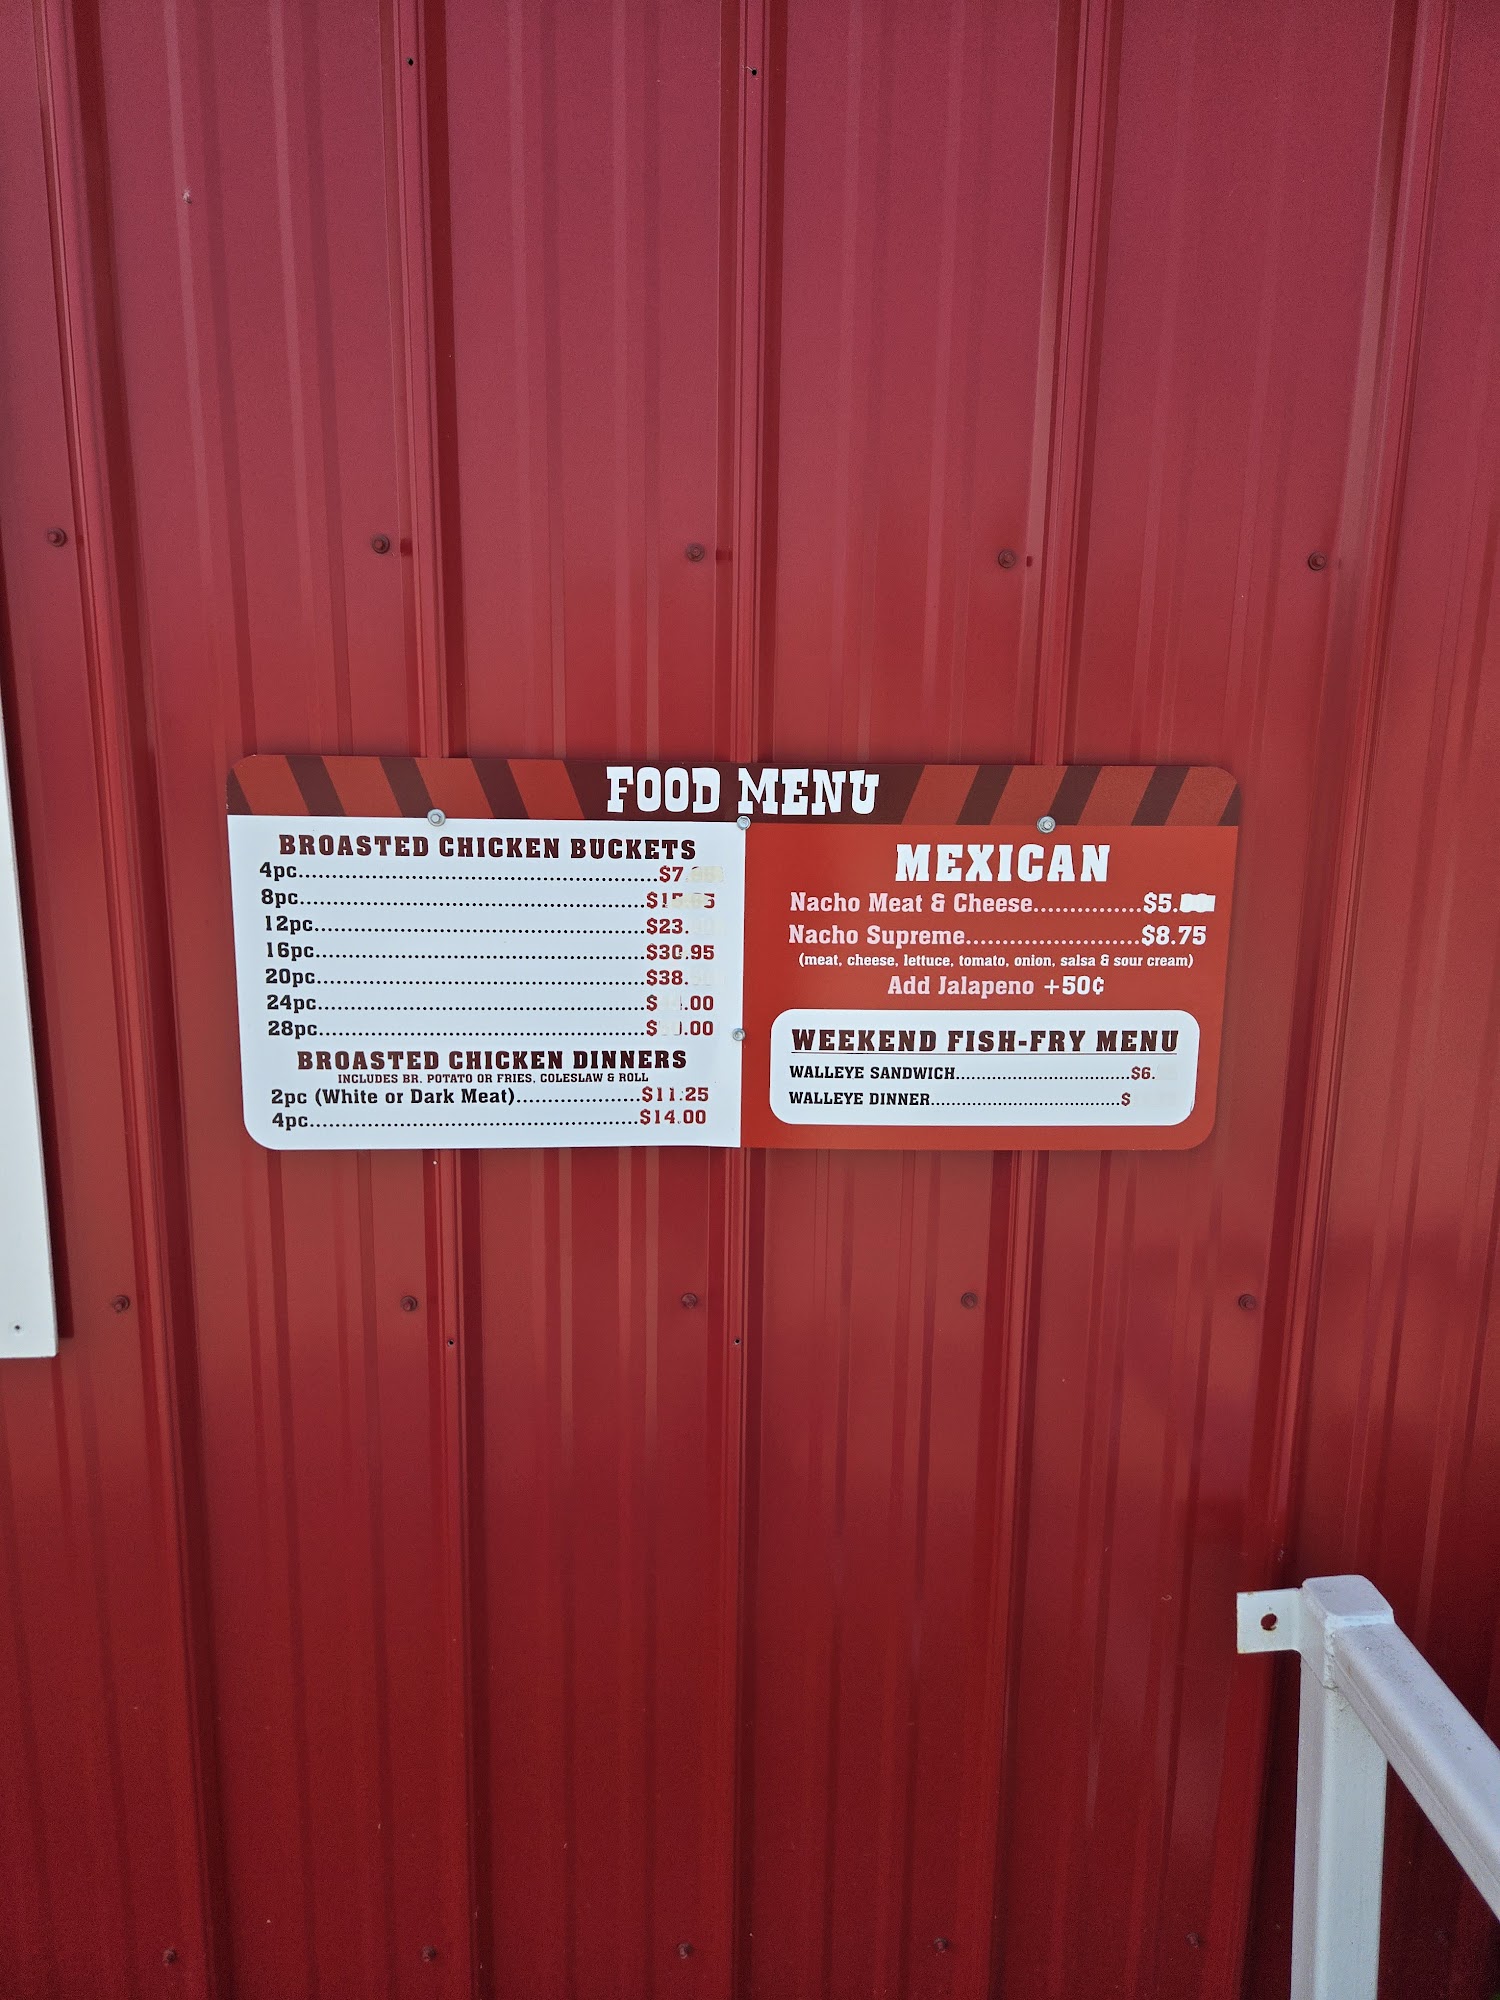 FOOD MENU
BROASTED CHICKEN BUCKETS
4pc..........$7.
8pc..........
12pc..........$23.
16pc..........$30.95
20pc..........$38.
24pc..........$ .00
28pc..........$ .00
BROASTED CHICKEN DINNERS
INCLUDES BR. POTATO OR FRIES, COLESLAW & ROLL
2pc (White or Dark Meat)..........$11.25
4pc..........$14.00
MEXICAN
Nacho Meat & Cheese..........$5.
Nacho Supreme..........$8.75
(meat, cheese, lettuce, tomato, onion, salsa & sour cream)
Add Jalapeno +50¢
WEEKEND FISH-FRY MENU
WALLEYE SANDWICH..........$6.
WALLEYE DINNER..........$